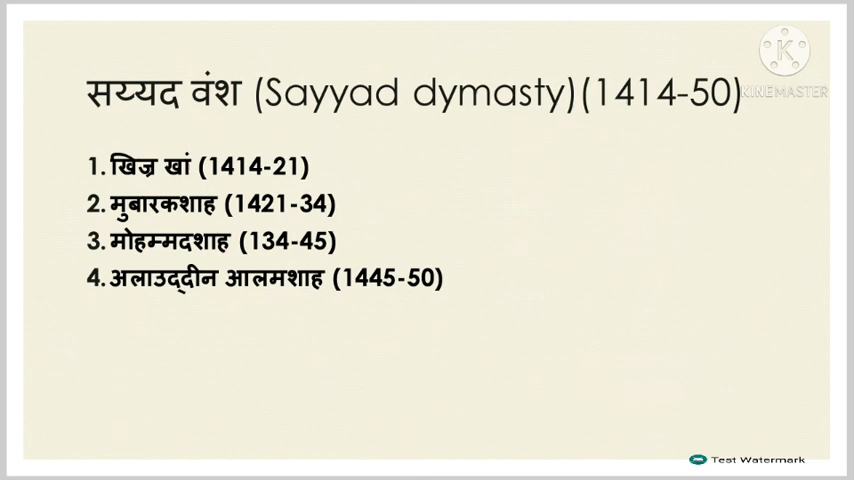 सय्यद वंश (Sayyad dymasty)(1414-50)
KINEMASTER
1. खिज्र खां (1414-21)
2. मुबारकशाह (1421-34)
3. मोहम्मदशाह (134-45)
4. अलाउद्दीन आलमशाह (1445-50)
Test Watermark